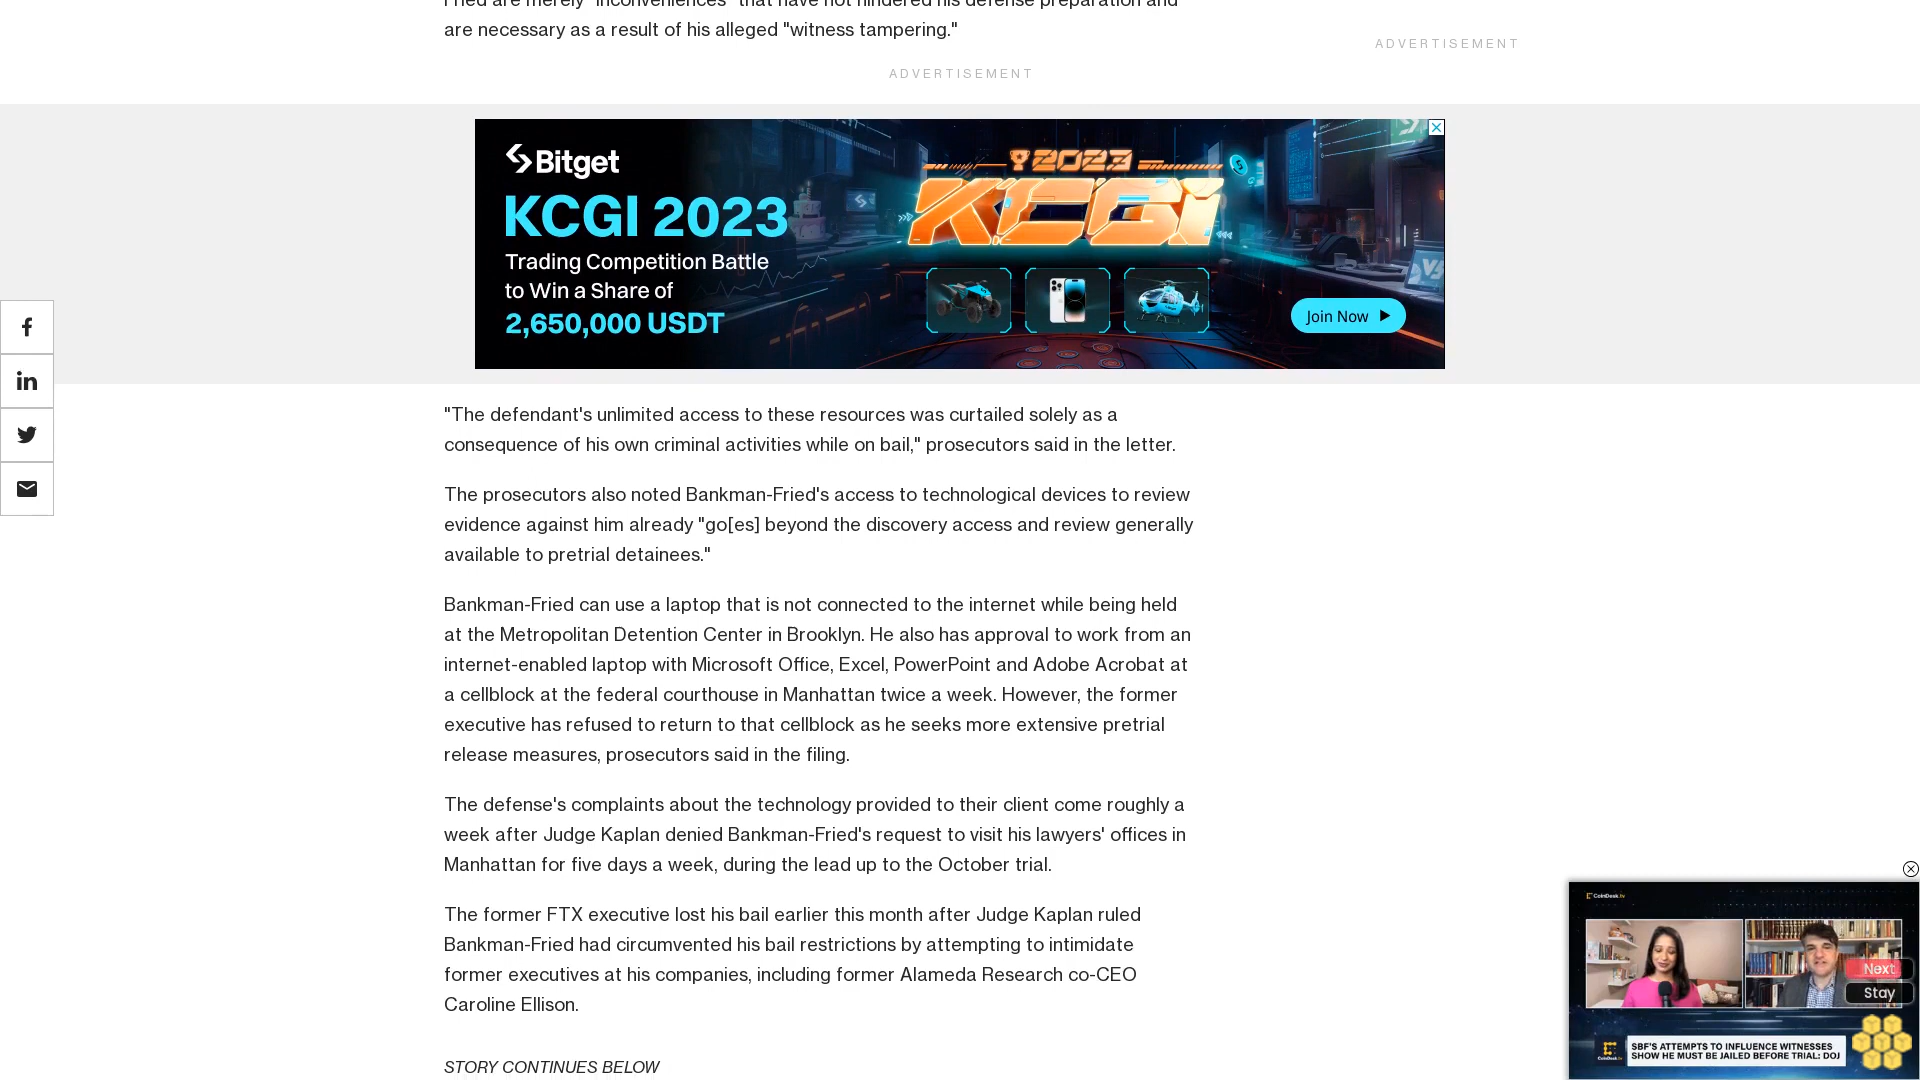 Fried are merely "inconveniences" that have not hindered his defense preparation and
are necessary as a result of his alleged "witness tampering."
ADVERTISEMENT
ADVERTISEMENT
Bitget
KCGI 2023
Trading Competition Battle
to Win a Share of
2,650,000 USDT
2023
KCGI
Join Now
"The defendant's unlimited access to these resources was curtailed solely as a
consequence of his own criminal activities while on bail," prosecutors said in the letter.
The prosecutors also noted Bankman-Fried's access to technological devices to review
evidence against him already "go[es] beyond the discovery access and review generally
available to pretrial detainees."
Bankman-Fried can use a laptop that is not connected to the internet while being held
at the Metropolitan Detention Center in Brooklyn. He also has approval to work from an
internet-enabled laptop with Microsoft Office, Excel, PowerPoint and Adobe Acrobat at
a cellblock at the federal courthouse in Manhattan twice a week. However, the former
executive has refused to return to that cellblock as he seeks more extensive pretrial
release measures, prosecutors said in the filing.
The defense's complaints about the technology provided to their client come roughly a
week after Judge Kaplan denied Bankman-Fried's request to visit his lawyers' offices in
Manhattan for five days a week, during the lead up to the October trial.
The former FTX executive lost his bail earlier this month after Judge Kaplan ruled
Bankman-Fried had circumvented his bail restrictions by attempting to intimidate
former executives at his companies, including former Alameda Research co-CEO
Caroline Ellison.
STORY CONTINUES BELOW
CoinDesk.tv
Next
Stay
CoinDesk.tv
SBF'S ATTEMPTS TO INFLUENCE WITNESSES
SHOW HE MUST BE JAILED BEFORE TRIAL: DOJ